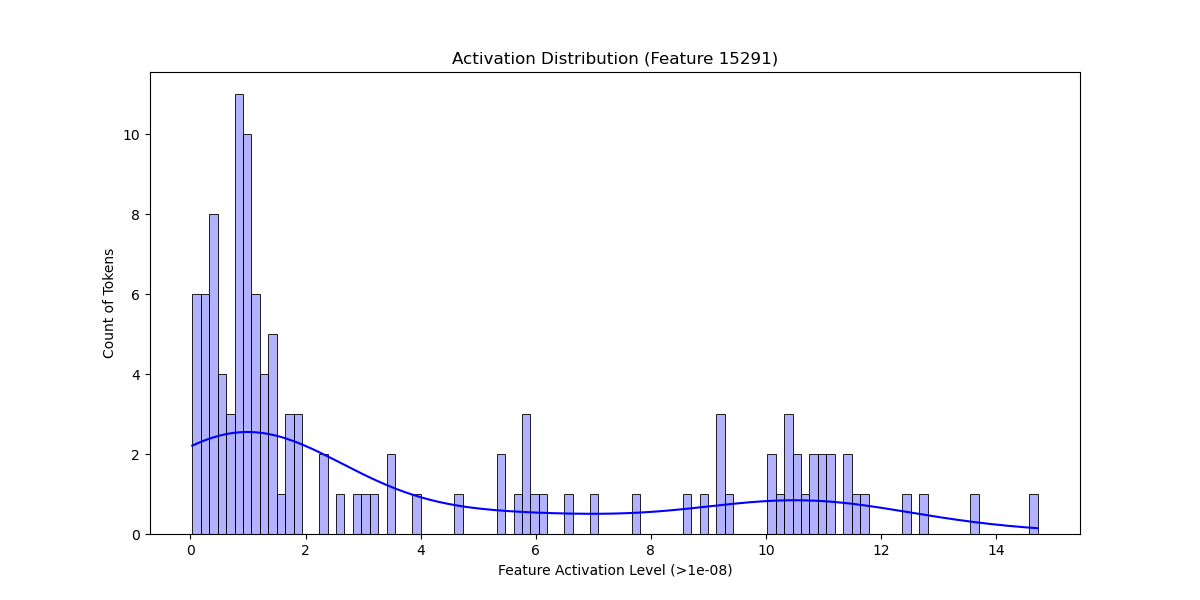 Activation Distribution (Feature 15291)
Count of Tokens
10
8
6
4
2
0
0 2 4 6 8 10 12 14
Feature Activation Level (>1e-08)